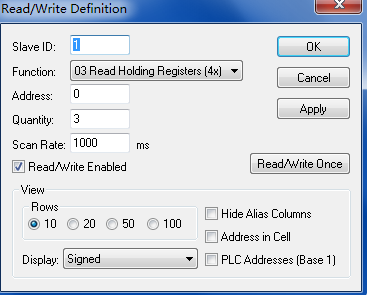 Read/Write Definition
Slave ID: 1
OK
Function: 03 Read Holding Registers (4x)
Cancel
Address: 0
Apply
Quantity: 3
Scan Rate: 1000 ms
Read/Write Enabled
Read/Write Once
View
Rows
10 20 50 100
Hide Alias Columns
Address in Cell
Display: Signed
PLC Addresses (Base 1)